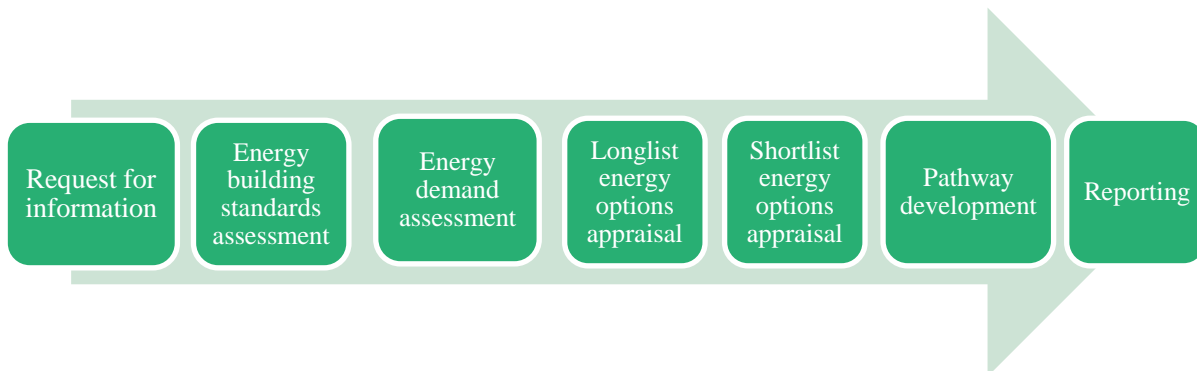 Request for
information
Energy
building
standards
assessment
Energy
demand
assessment
Longlist
energy
options
appraisal
Shortlist
energy
options
appraisal
Pathway
development
Reporting